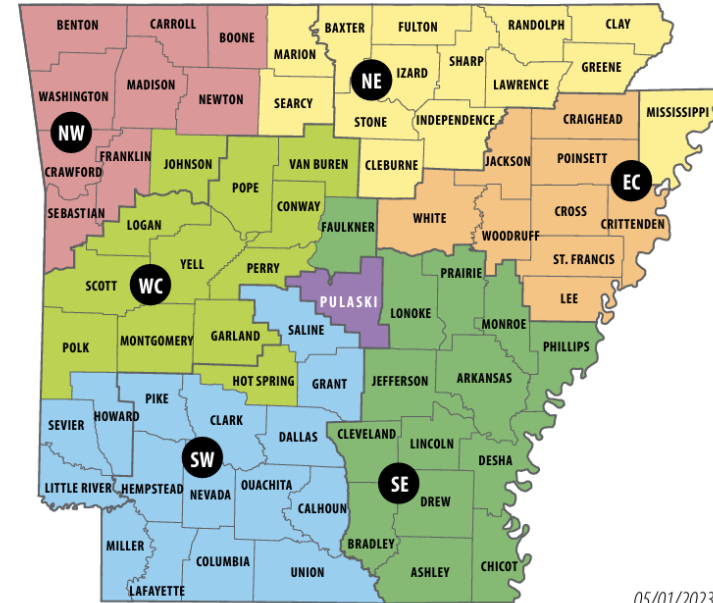 BENTON
CARROLL
BOONE
MARION
BAXTER
FULTON
RANDOLPH
CLAY
GREENE
SHARP
IZARD
NE
LAWRENCE
WASHINGTON
MADISON
NEWTON
SEARCY
STONE
INDEPENDENCE
MISSISSIPPI
CRAIGHEAD
NW
CRAWFORD
FRANKLIN
JOHNSON
POPE
VAN BUREN
CLEBURNE
JACKSON
POINSETT
EC
SEBASTIAN
LOGAN
CONWAY
FAULKNER
WHITE
WOODRUFF
CROSS
CRITTENDEN
SCOTT
WC
YELL
PERRY
PULASKI
LONOKE
PRAIRIE
MONROE
ST. FRANCIS
LEE
POLK
MONTGOMERY
GARLAND
SALINE
HOT SPRING
GRANT
JEFFERSON
ARKANSAS
PHILLIPS
SEVIER
HOWARD
PIKE
CLARK
DALLAS
CLEVELAND
LINCOLN
DESHA
SW
SE
LITTLE RIVER
HEMPSTEAD
NEVADA
OUACHITA
CALHOUN
DREW
BRADLEY
MILLER
LAFAYETTE
COLUMBIA
UNION
ASHLEY
CHICOT
05/01/2023